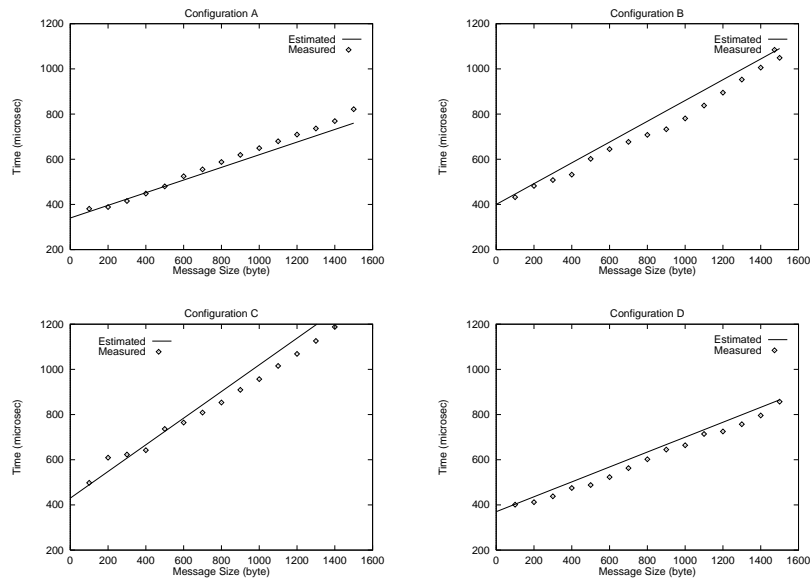 Configuration A
1200
1000
800
600
400
200
Time (microsec)
Estimated
Measured
0 200 400 600 800 1000 1200 1400 1600
Message Size (byte)
Configuration B
1200
1000
800
600
400
200
Time (microsec)
Estimated
Measured
0 200 400 600 800 1000 1200 1400 1600
Message Size (byte)
Configuration C
1200
1000
800
600
400
200
Time (microsec)
Estimated
Measured
0 200 400 600 800 1000 1200 1400 1600
Message Size (byte)
Configuration D
1200
1000
800
600
400
200
Time (microsec)
Estimated
Measured
0 200 400 600 800 1000 1200 1400 1600
Message Size (byte)